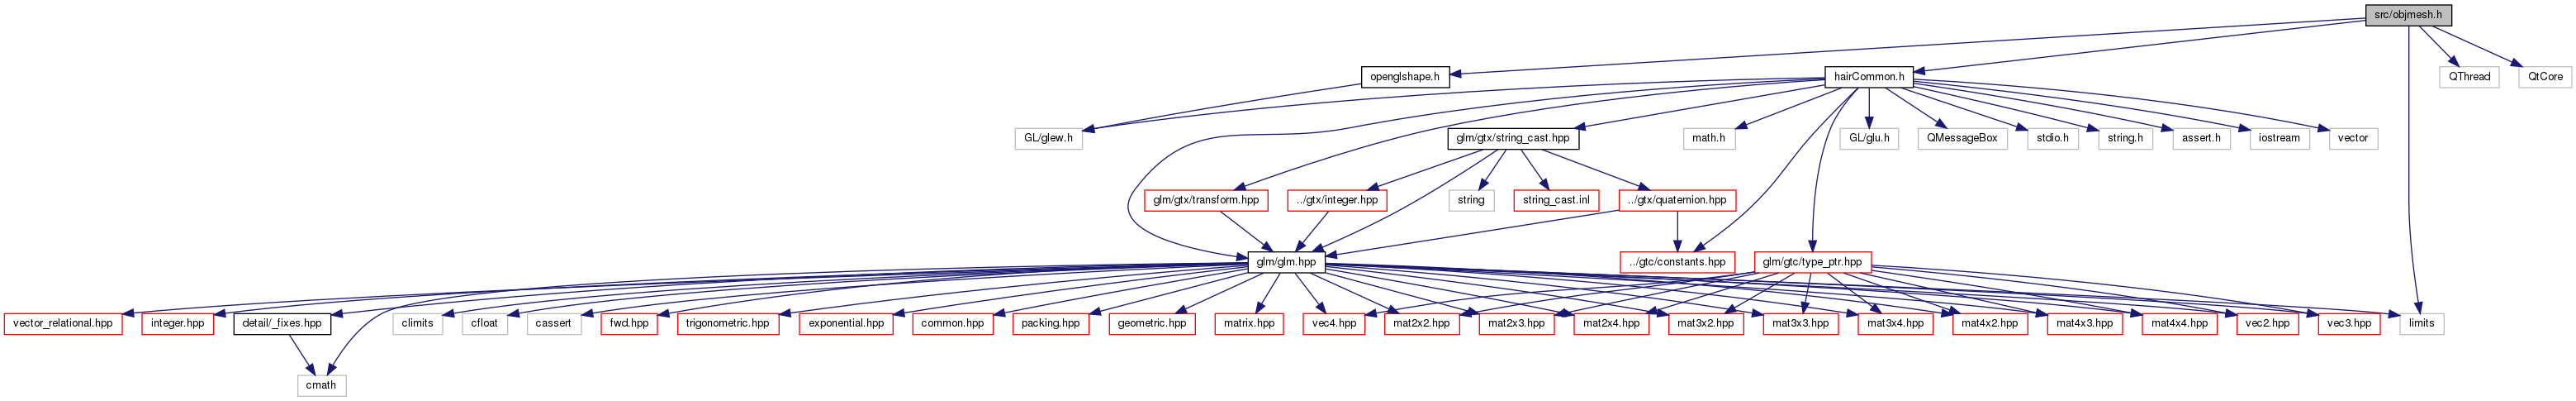 src/objmesh.h
openglshape.h
hairCommon.h
QThread
QtCore
GL/glew.h
glm/gtx/string_cast.hpp
math.h
GL/glu.h
QMessageBox
stdio.h
string.h
assert.h
iostream
vector
glm/gtx/transform.hpp
../gtx/integer.hpp
string
string_cast.inl
../gtx/quaternion.hpp
glm/glm.hpp
../gtc/constants.hpp
glm/gtc/type_ptr.hpp
vector_relational.hpp
integer.hpp
detail/_fixes.hpp
climits
cfloat
cassert
fwd.hpp
trigonometric.hpp
exponential.hpp
common.hpp
packing.hpp
geometric.hpp
matrix.hpp
vec4.hpp
mat2x2.hpp
mat2x3.hpp
mat2x4.hpp
mat3x2.hpp
mat3x3.hpp
mat3x4.hpp
mat4x2.hpp
mat4x3.hpp
mat4x4.hpp
vec2.hpp
vec3.hpp
limits
cmath